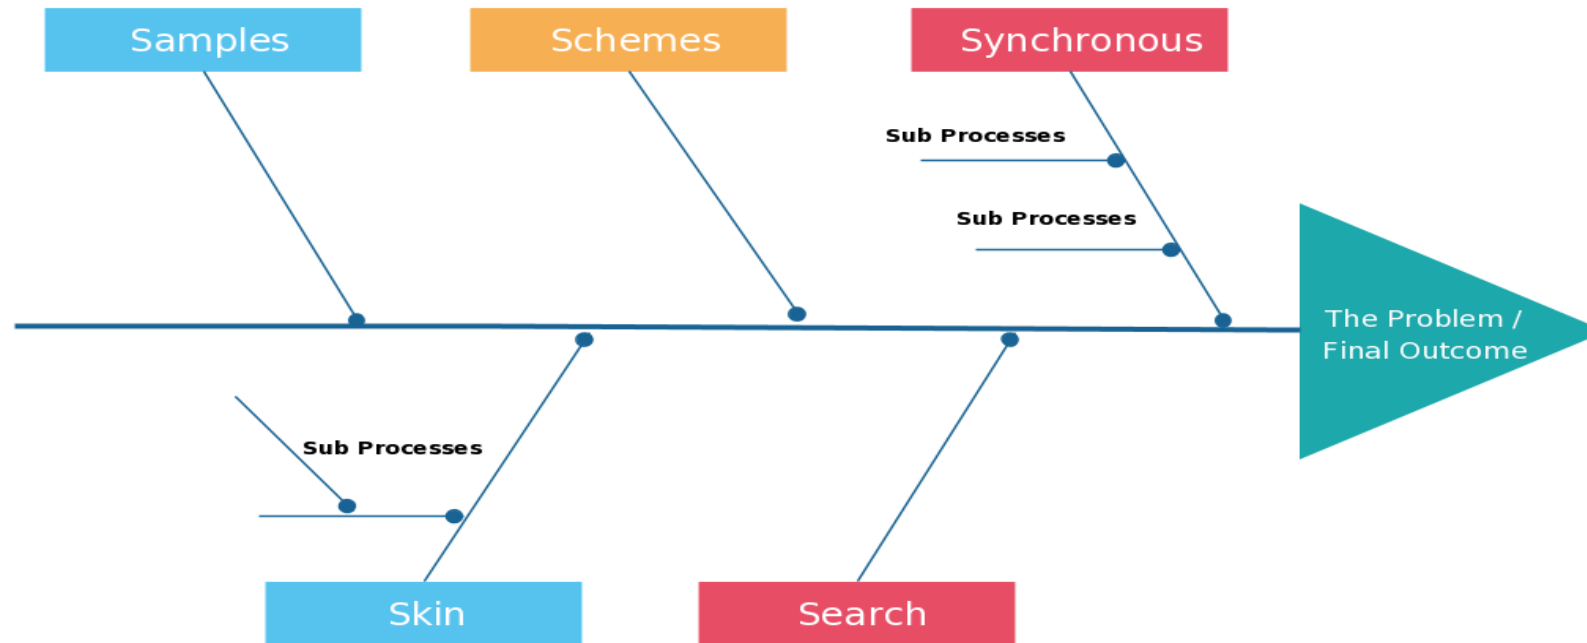 Samples
Schemes
Synchronous
Sub Processes
Sub Processes
The Problem /
Final Outcome
Sub Processes
Skin
Search